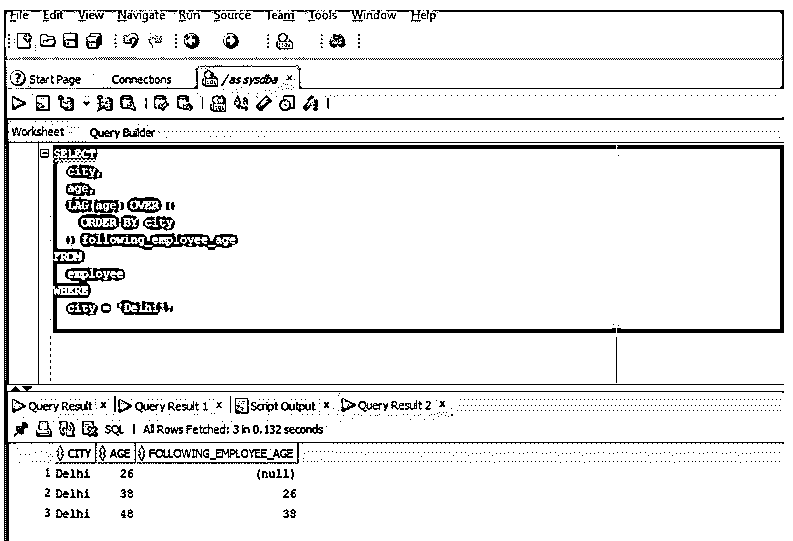 File Edit View Navigate Run Source Team Tools Window Help
Start Page Connections /as sysdba ×
Worksheet Query Builder
SELECT
city,
age,
LAG(age) OVER (
ORDER BY city
) following_employee_age
FROM
employee
WHERE
city = 'Delhi';
Query Result × Query Result 1 × Script Output × Query Result 2 ×
SQL | All Rows Fetched: 3 in 0.132 seconds
CITY AGE FOLLOWING_EMPLOYEE_AGE
1 Delhi 26 (null)
2 Delhi 38 26
3 Delhi 48 38